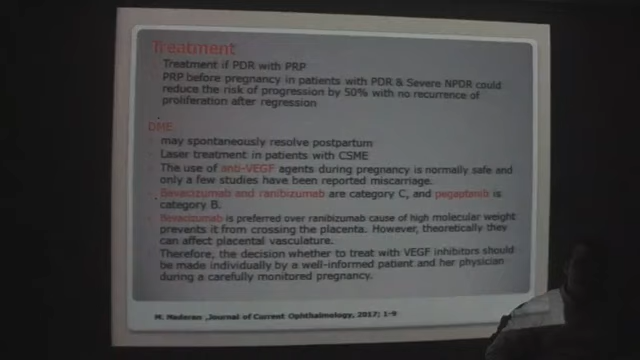 Treatment
Treatment if PDR with PRP
PRP before pregnancy in patients with PDR & Severe NPDR could
reduce the risk of progression by 50% with no recurrence of
proliferation after regression
DME
may spontaneously resolve postpartum
Laser treatment in patients with CSME
The use of anti-VEGF agents during pregnancy is normally safe and
only a few studies have been reported miscarriage.
Bevacizumab and ranibizumab are category C, and pegaptanib is
category B.
Bevacizumab is preferred over ranibizumab cause of high molecular weight
prevents it from crossing the placenta. However, theoretically they
can affect placental vasculature.
Therefore, the decision whether to treat with VEGF inhibitors should
be made individually by a well-informed patient and her physician
during a carefully monitored pregnancy.
M. Naderan ,Journal of Current Ophthalmology, 2017; 1-9